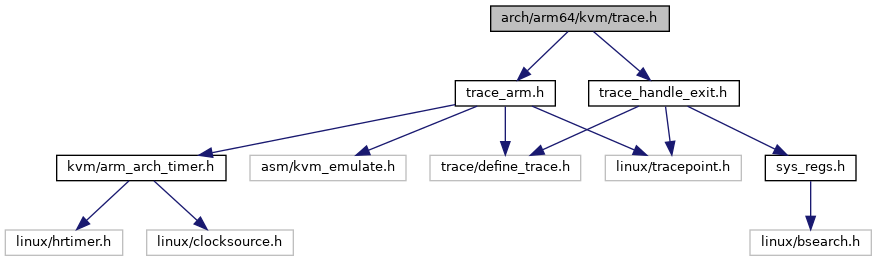 arch/arm64/kvm/trace.h
trace_arm.h
trace_handle_exit.h
kvm/arm_arch_timer.h
asm/kvm_emulate.h
trace/define_trace.h
linux/tracepoint.h
sys_regs.h
linux/hrtimer.h
linux/clocksource.h
linux/bsearch.h